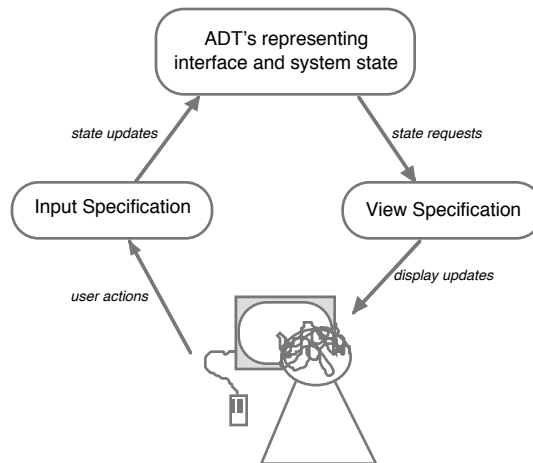 ADT's representing
interface and system state
state updates
state requests
Input Specification
View Specification
user actions
display updates